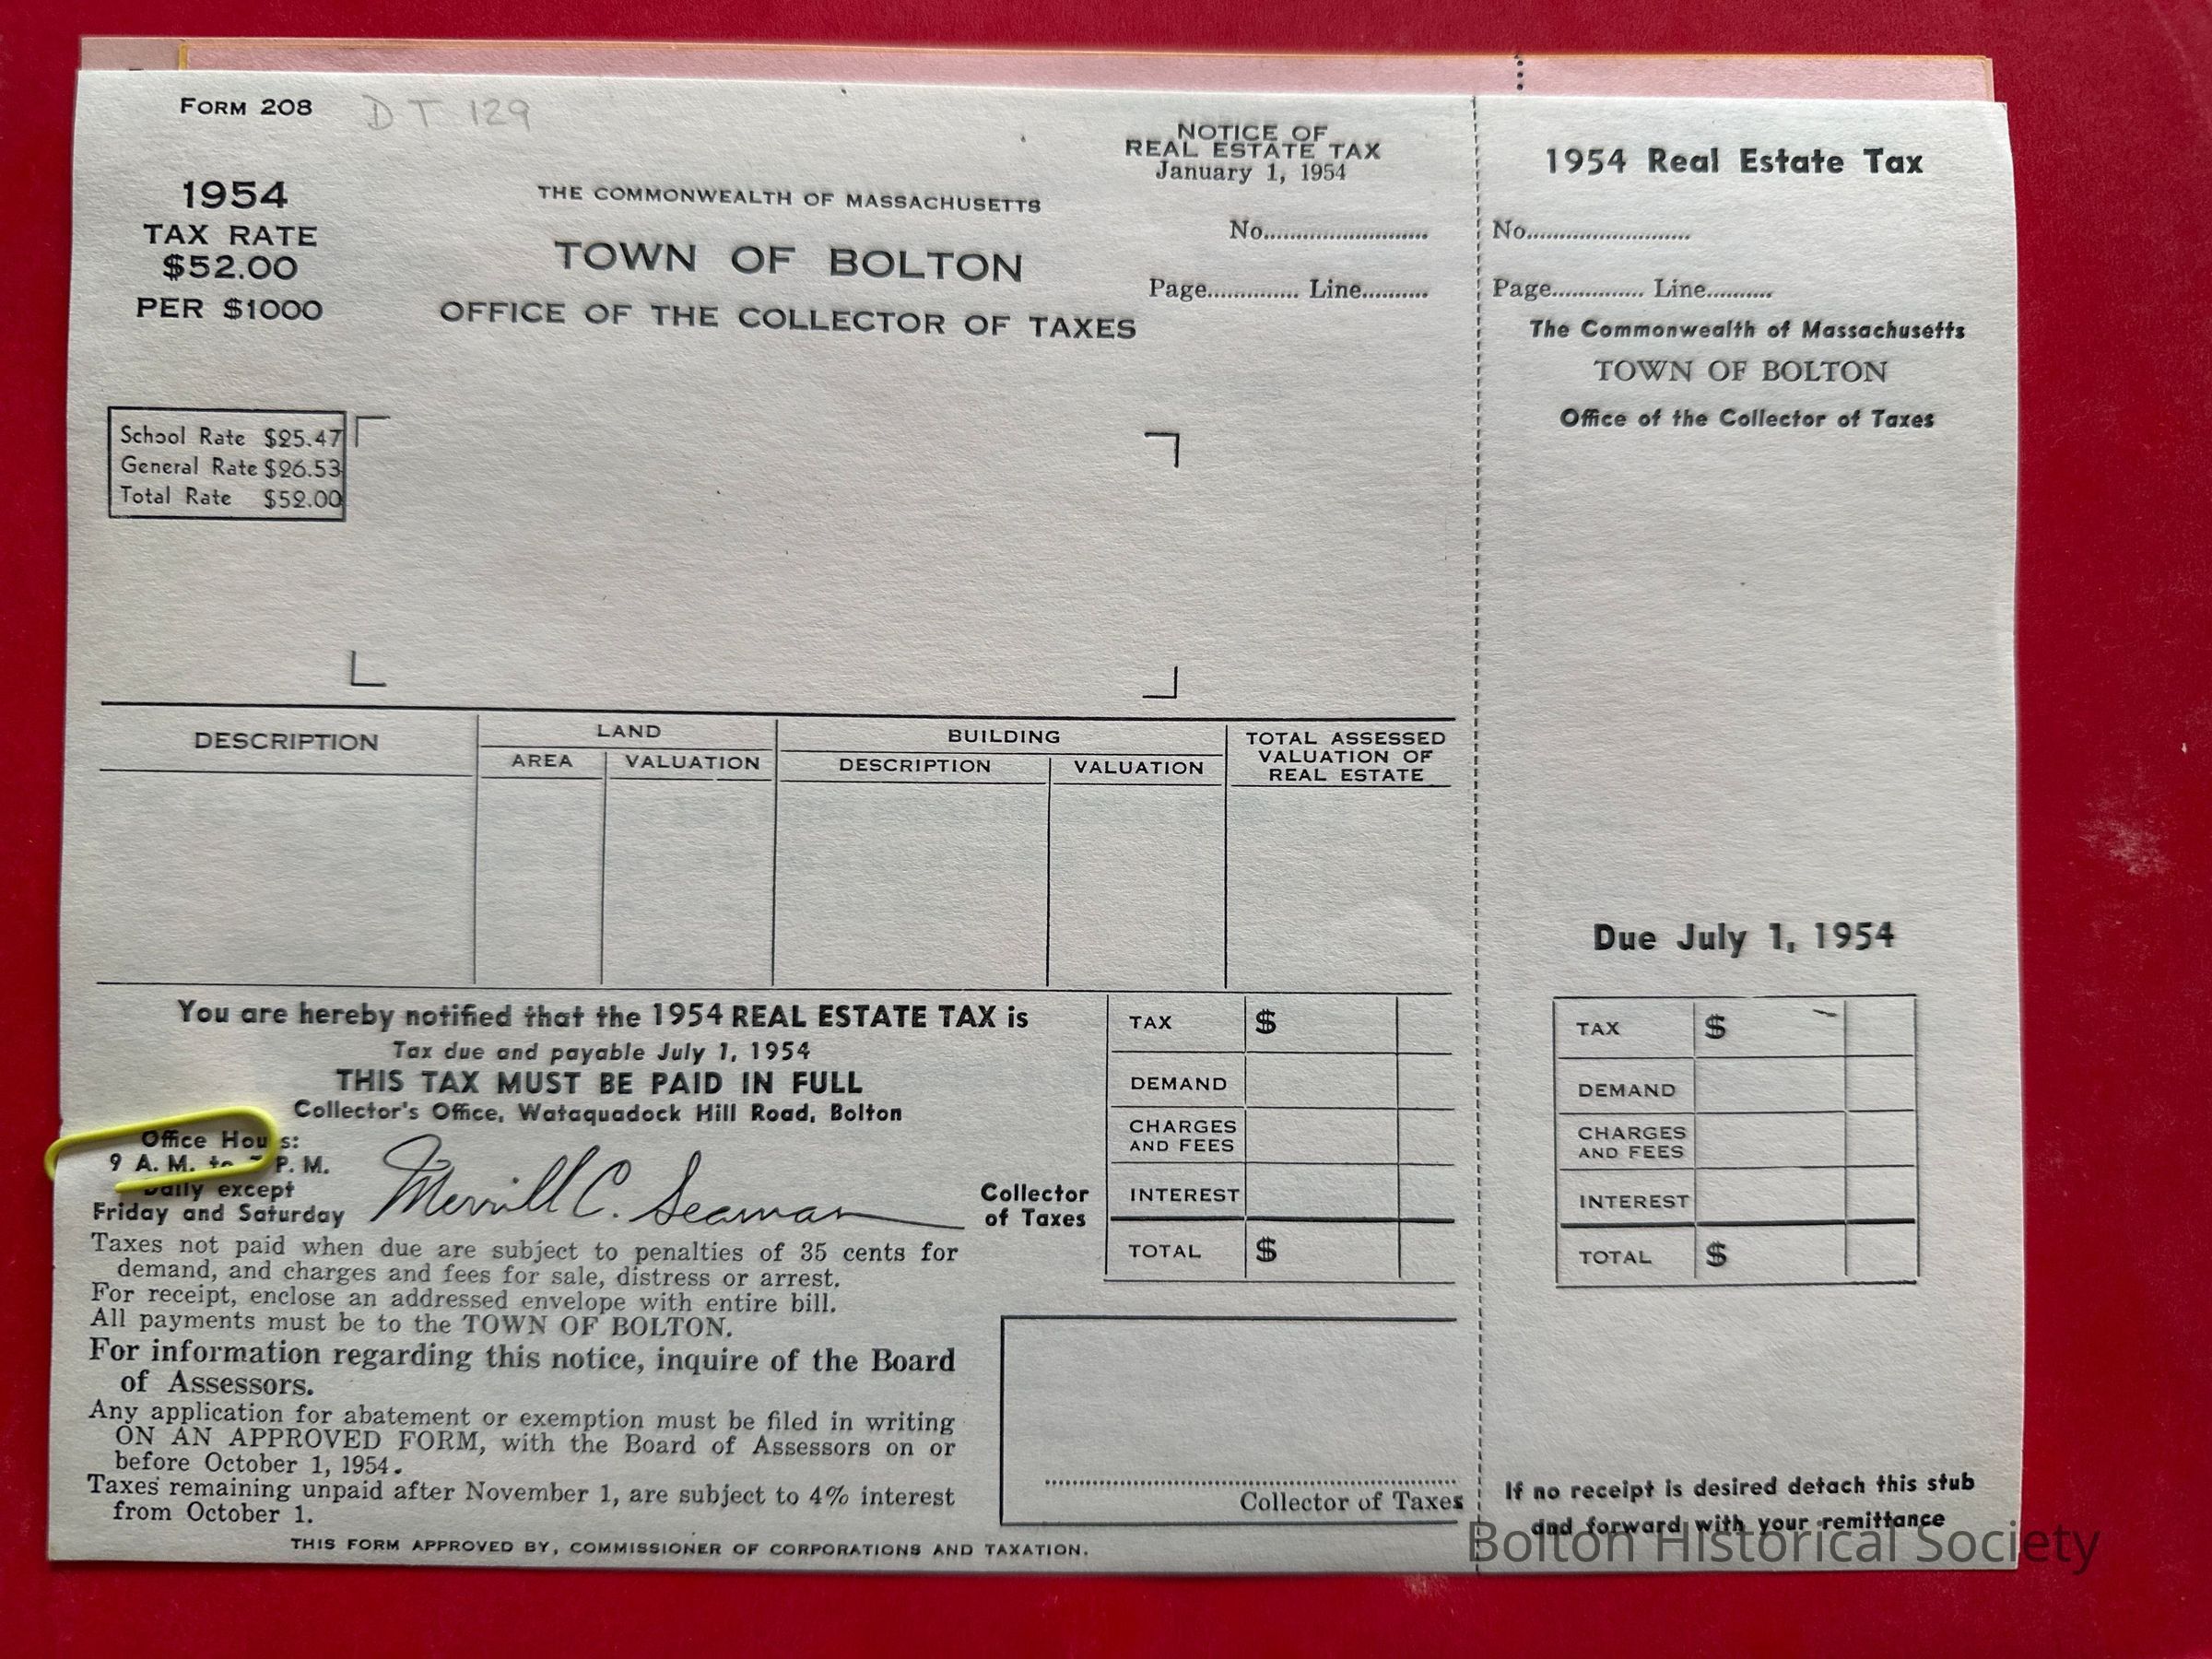 FORM 208
DT 129
1954
TAX RATE
$52.00
PER $1000
THE COMMONWEALTH OF MASSACHUSETTS
TOWN OF BOLTON
OFFICE OF THE COLLECTOR OF TAXES
NOTICE OF
REAL ESTATE TAX
January 1, 1954
No..........................
Page.............. Line..........
School Rate $25.47
General Rate $26.53
Total Rate $52.00
DESCRIPTION
LAND
AREA VALUATION
BUILDING
DESCRIPTION VALUATION
TOTAL ASSESSED
VALUATION OF
REAL ESTATE
You are hereby notified that the 1954 REAL ESTATE TAX is
Tax due and payable July 1, 1954
THIS TAX MUST BE PAID IN FULL
Collector's Office, Wataquadock Hill Road, Bolton
Office Hours:
9 A. M. to P. M.
Daily except
Friday and Saturday
Merrill C. Seaman
Collector
of Taxes
TAX $
DEMAND
CHARGES
AND FEES
INTEREST
TOTAL $
Taxes not paid when due are subject to penalties of 35 cents for
demand, and charges and fees for sale, distress or arrest.
For receipt, enclose an addressed envelope with entire bill.
All payments must be to the TOWN OF BOLTON.
For information regarding this notice, inquire of the Board
of Assessors.
Any application for abatement or exemption must be filed in writing
ON AN APPROVED FORM, with the Board of Assessors on or
before October 1, 1954.
Taxes remaining unpaid after November 1, are subject to 4% interest
from October 1.
Collector of Taxes
THIS FORM APPROVED BY, COMMISSIONER OF CORPORATIONS AND TAXATION.
1954 Real Estate Tax
No..........................
Page.............. Line..........
The Commonwealth of Massachusetts
TOWN OF BOLTON
Office of the Collector of Taxes
Due July 1, 1954
TAX $
DEMAND
CHARGES
AND FEES
INTEREST
TOTAL $
If no receipt is desired detach this stub
and forward with your remittance
Bolton Historical Society